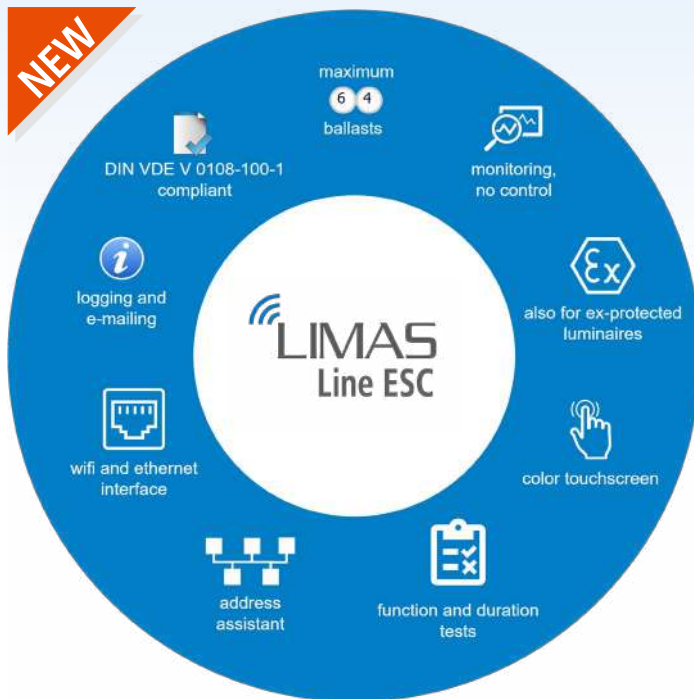 NEW
maximum
6 4
ballasts
monitoring,
no control
Ex
also for ex-protected
luminaires
color touchscreen
function and duration
tests
address
assistant
wifi and ethernet
interface
i
logging and
e-mailing
DIN VDE V 0108-100-1
compliant
LIMAS
Line ESC